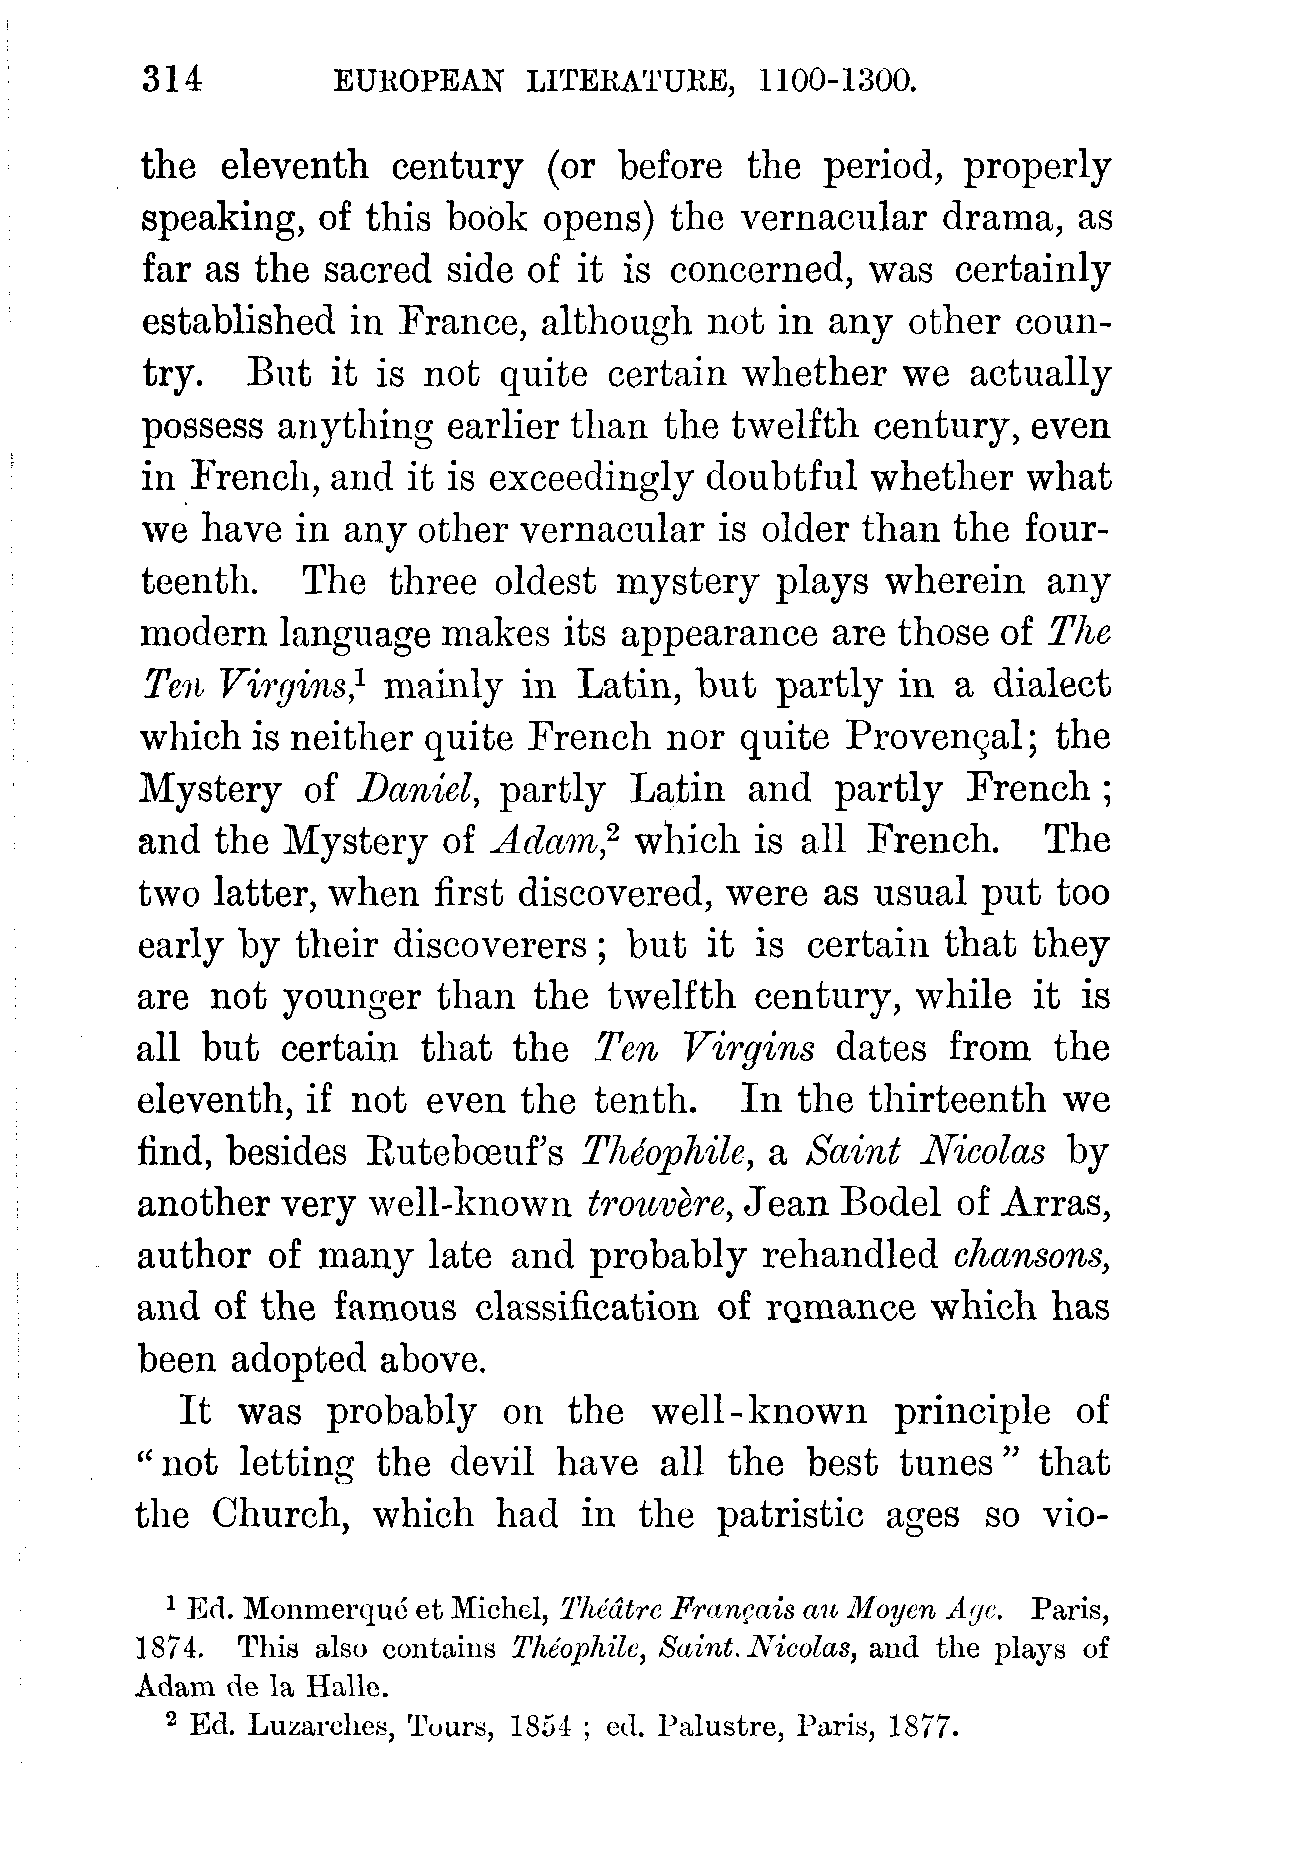 314 EUROPEAN LITERATURE, 1100-1300.
the eleventh century (or before the period, properly
speaking, of this book opens) the vernacular drama, as
far as the sacred side of it is concerned, was certainly
established in France, although not in any other coun-
try. But it is not quite certain whether we actually
possess anything earlier than the twelfth century, even
in French, and it is exceedingly doubtful whether what
we have in any other vernacular is older than the four-
teenth. The three oldest mystery plays wherein any
modern language makes its appearance are those of The
Ten Virgins,¹ mainly in Latin, but partly in a dialect
which is neither quite French nor quite Provençal; the
Mystery of Daniel, partly Latin and partly French ;
and the Mystery of Adam,² which is all French. The
two latter, when first discovered, were as usual put too
early by their discoverers ; but it is certain that they
are not younger than the twelfth century, while it is
all but certain that the Ten Virgins dates from the
eleventh, if not even the tenth. In the thirteenth we
find, besides Rutebœuf's Théophile, a Saint Nicolas by
another very well-known trouvère, Jean Bodel of Arras,
author of many late and probably rehandled chansons,
and of the famous classification of romance which has
been adopted above.
It was probably on the well-known principle of
"not letting the devil have all the best tunes" that
the Church, which had in the patristic ages so vio-
¹ Ed. Monmerqué et Michel, Théâtre Français au Moyen Age. Paris,
1874. This also contains Théophile, Saint Nicolas, and the plays of
Adam de la Halle.
² Ed. Luzarches, Tours, 1854 ; ed. Palustre, Paris, 1877.